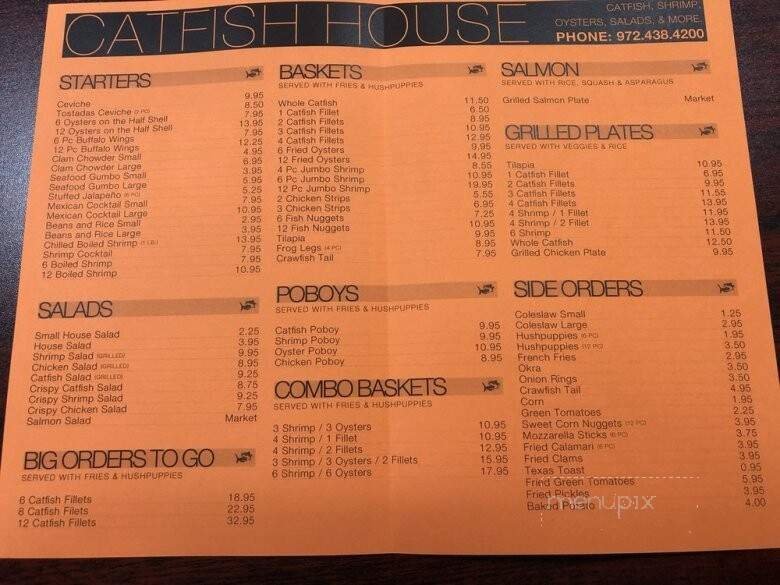 CATFISH HOUSE
CATFISH, SHRIMP,
OYSTERS, SALADS, & MORE.
PHONE: 972.438.4200
STARTERS
Ceviche 9.95
Tostadas Ceviche (2 PC) 8.50
6 Oysters on the Half Shell 7.95
12 Oysters on the Half Shell 13.95
6 Pc Buffalo Wings 7.95
12 Pc Buffalo Wings 12.25
Clam Chowder Small 4.95
Clam Chowder Large 6.95
Seafood Gumbo Small 3.95
Seafood Gumbo Large 5.95
Stuffed Jalapeño (6 PC) 5.25
Mexican Cocktail Small 7.95
Mexican Cocktail Large 10.95
Beans and Rice Small 2.95
Beans and Rice Large 3.95
Chilled Boiled Shrimp (1 LB.) 13.95
Shrimp Cocktail 7.95
6 Boiled Shrimp 7.95
12 Boiled Shrimp 10.95
SALADS
Small House Salad 2.25
House Salad 3.95
Shrimp Salad (GRILLED) 9.95
Chicken Salad (GRILLED) 8.95
Catfish Salad (GRILLED) 9.25
Crispy Catfish Salad 8.75
Crispy Shrimp Salad 9.25
Crispy Chicken Salad 7.95
Salmon Salad Market
BIG ORDERS TO GO
SERVED WITH FRIES & HUSHPUPPIES
6 Catfish Fillets 18.95
8 Catfish Fillets 22.95
12 Catfish Fillets 32.95
BASKETS
SERVED WITH FRIES & HUSHPUPPIES
Whole Catfish 11.50
1 Catfish Fillet 6.50
2 Catfish Fillets 8.95
3 Catfish Fillets 10.95
4 Catfish Fillets 12.95
6 Fried Oysters 9.95
12 Fried Oysters 14.95
4 Pc Jumbo Shrimp 8.55
6 Pc Jumbo Shrimp 10.95
12 Pc Jumbo Shrimp 19.95
2 Chicken Strips 5.55
3 Chicken Strips 6.95
6 Fish Nuggets 7.25
12 Fish Nuggets 10.95
Tilapia 9.95
Frog Legs (4 PC) 8.95
Crawfish Tail 7.95
POBOYS
SERVED WITH FRIES & HUSHPUPPIES
Catfish Poboy 9.95
Shrimp Poboy 9.95
Oyster Poboy 10.95
Chicken Poboy 8.95
COMBO BASKETS
SERVED WITH FRIES & HUSHPUPPIES
3 Shrimp / 3 Oysters 10.95
4 Shrimp / 1 Fillet 10.95
4 Shrimp / 2 Fillets 12.95
3 Shrimp / 3 Oysters / 2 Fillets 15.95
6 Shrimp / 6 Oysters 17.95
SALMON
SERVED WITH RICE, SQUASH & ASPARAGUS
Grilled Salmon Plate Market
GRILLED PLATES
SERVED WITH VEGGIES & RICE
Tilapia 10.95
1 Catfish Fillet 6.95
2 Catfish Fillets 9.95
3 Catfish Fillets 11.55
4 Catfish Fillets 13.95
4 Shrimp / 1 Fillet 11.95
4 Shrimp / 2 Fillet 13.95
6 Shrimp 11.50
Whole Catfish 12.50
Grilled Chicken Plate 9.95
SIDE ORDERS
Coleslaw Small 1.25
Coleslaw Large 2.95
Hushpuppies (6 PC) 1.95
Hushpuppies (12 PC) 3.50
French Fries 2.95
Okra 3.50
Onion Rings 3.50
Crawfish Tail 4.95
Corn 1.95
Green Tomatoes 2.25
Sweet Corn Nuggets (12 PC) 3.95
Mozzarella Sticks (6 PC) 3.75
Fried Calamari (6 PC) 3.95
Fried Clams 3.95
Texas Toast 0.95
Frind Green Tomatoes 5.95
Fried Pickles 3.95
Baked Potato 4.00
menupix